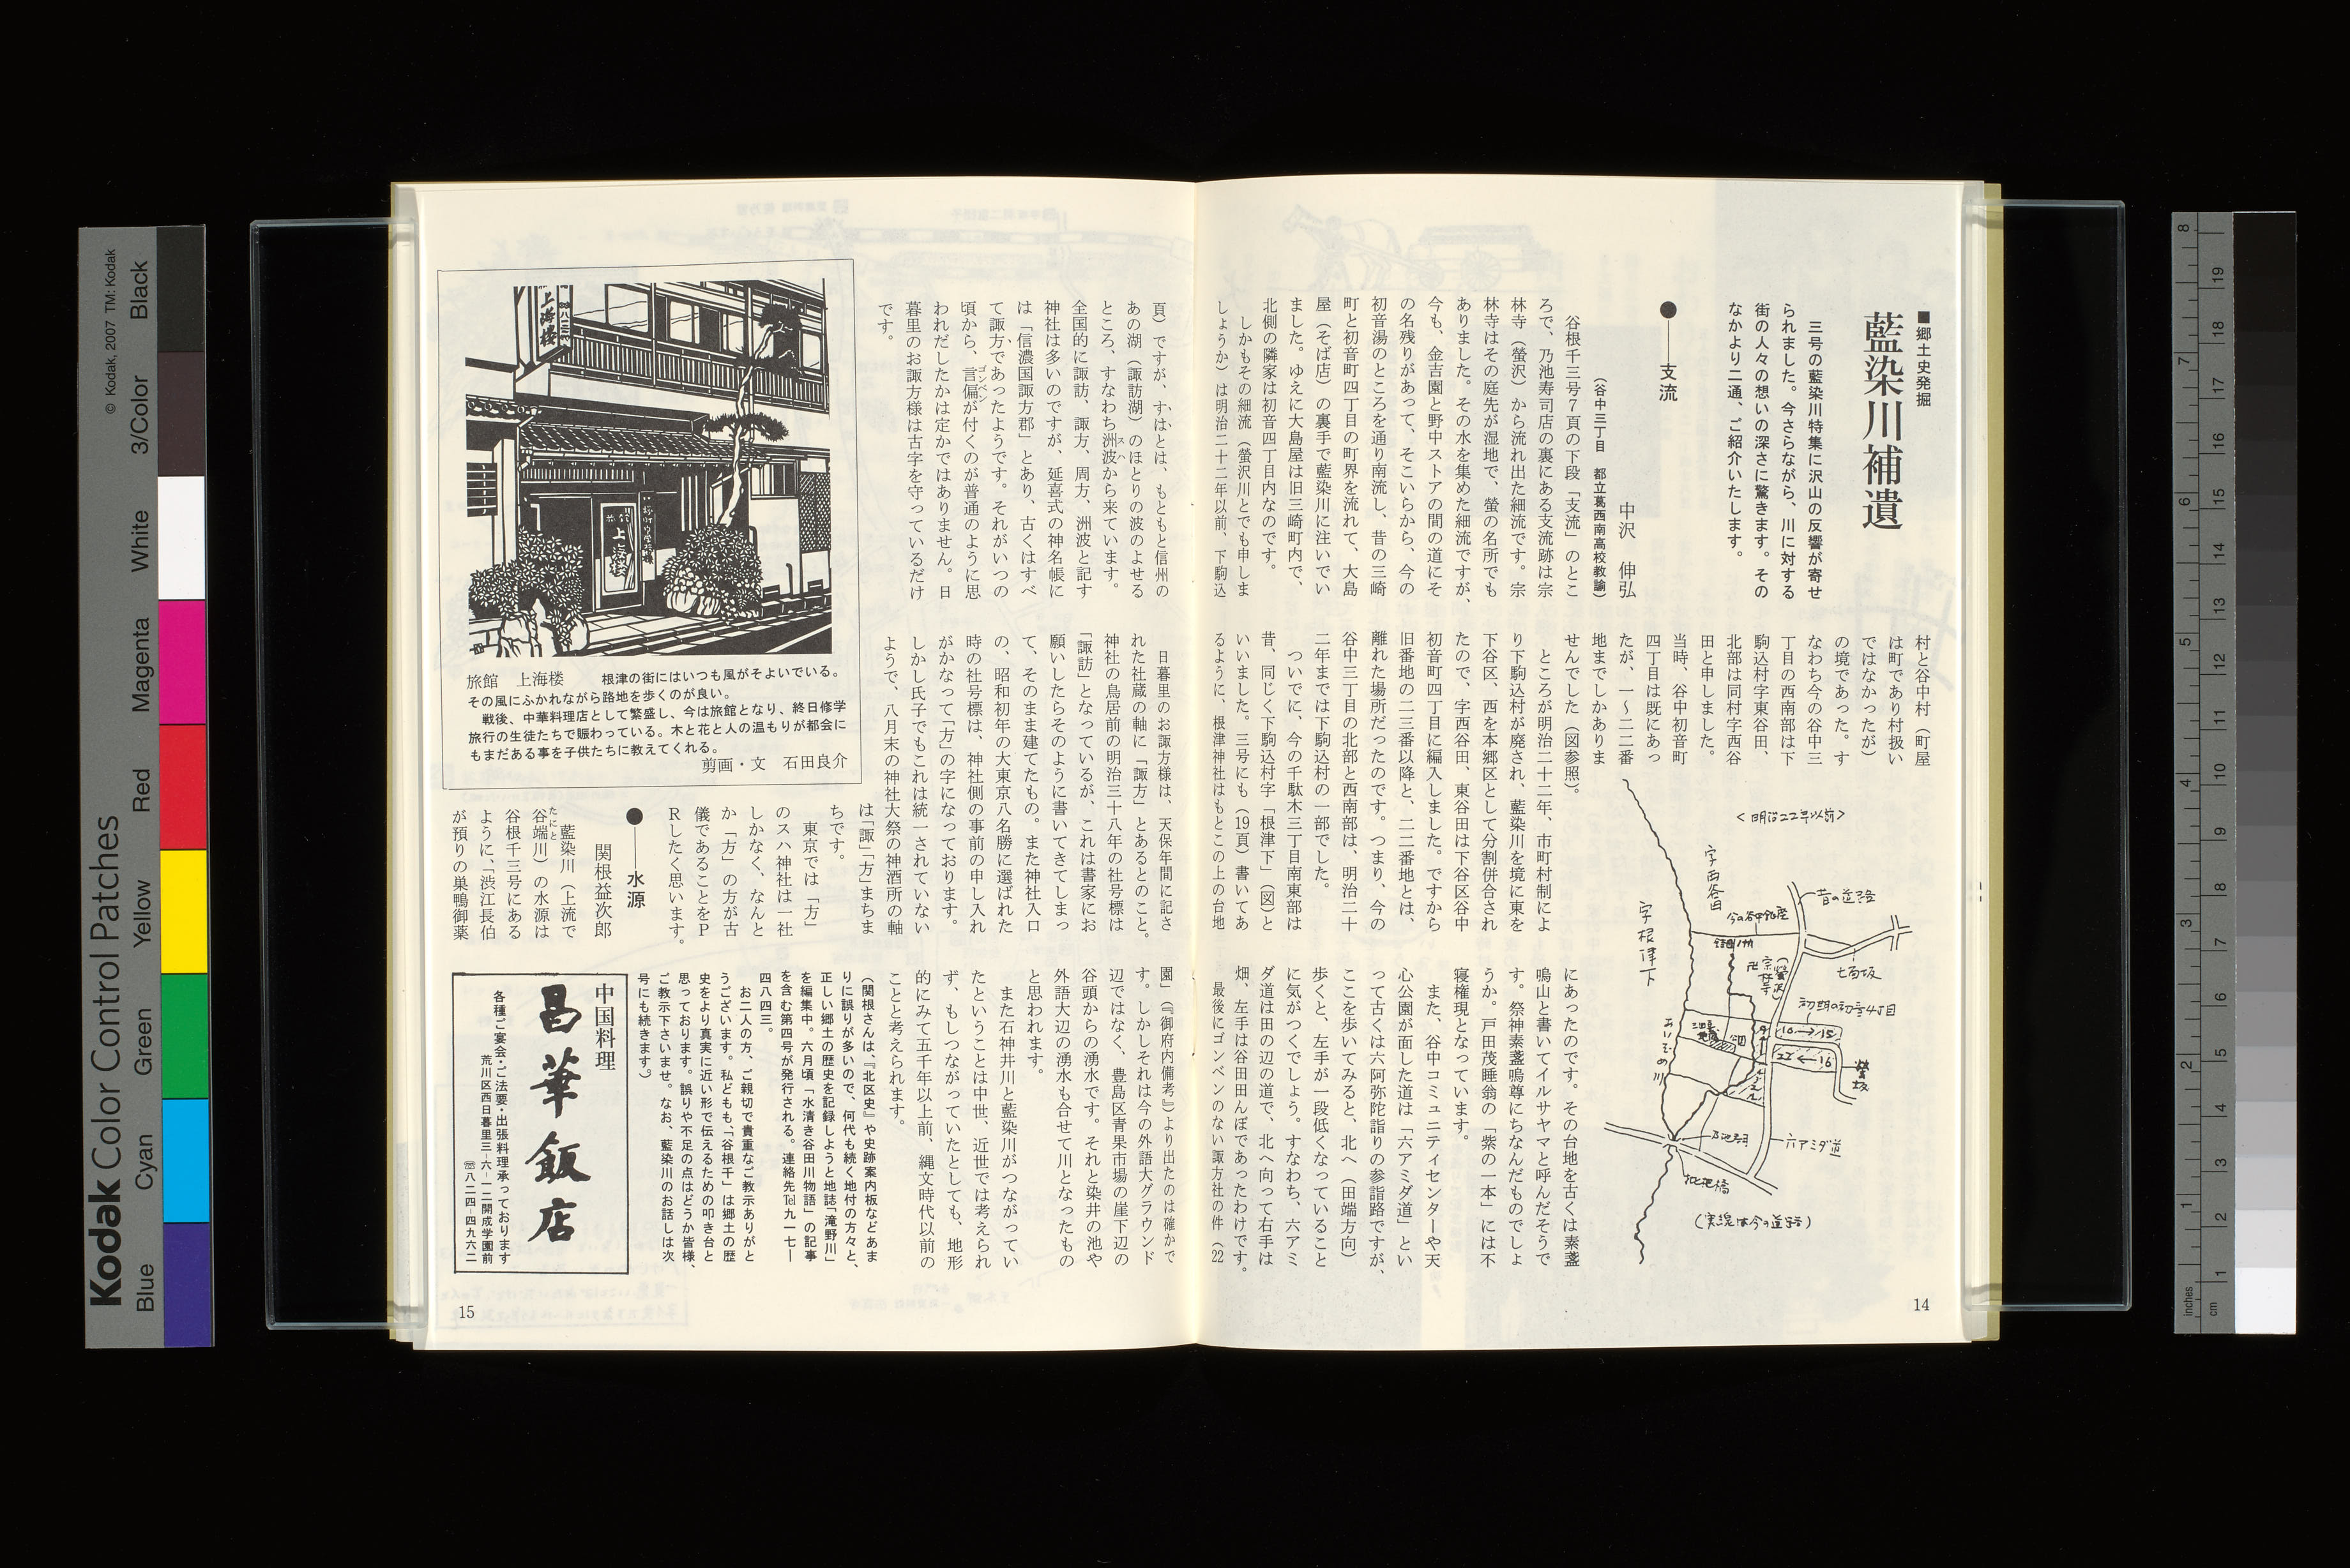 ■郷土史発掘
藍染川補遺
三号の藍染川特集に沢山の反響が寄せ
られました。今さらながら、川に対する
街の人々の想いの深さに驚きます。その
なかより二通、ご紹介いたします。
●――支流
中沢 伸弘
(谷中三丁目 都立葛西南高校教諭)
谷根千三号7頁の下段「支流」のとこ
ろで、乃池寿司店の裏にある支流跡は宗
林寺(螢沢)から流れ出た細流です。宗
林寺はその庭先が湿地で、螢の名所でも
ありました。その水を集めた細流ですが、
今も、金吉園と野中ストアの間の道にそ
の名残りがあって、そこいらから、今の
初音湯のところを通り南流し、昔の三崎
町と初音町四丁目の町界を流れて、大島
屋(そば店)の裏手で藍染川に注いでい
ました。ゆえに大島屋は旧三崎町内で、
北側の隣家は初音四丁目内なのです。
しかもその細流(螢沢川とでも申しま
しょうか)は明治二十二年以前、下駒込
村と谷中村(町屋
は町であり村扱い
ではなかったが)
の境であった。す
なわち今の谷中三
丁目の西南部は下
駒込村字東谷田、
北部は同村字西谷
田と申しました。
当時、谷中初音町
四丁目は既にあっ
たが、一〜二二番
地までしかありま
せんでした(図参照)。
ところが明治二十二年、市町村制によ
り下駒込村が廃され、藍染川を境に東を
下谷区、西を本郷区として分割併合され
たので、字西谷田、東谷田は下谷区谷中
初音町四丁目に編入しました。ですから
旧番地の二三番以降と、二二番地とは、
離れた場所だったのです。つまり、今の
谷中三丁目の北部と西南部は、明治二十
二年までは下駒込村の一部でした。
ついでに、今の千駄木三丁目南東部は
昔、同じく下駒込村字「根津下」(図)と
いいました。三号にも(19頁)書いてあ
るように、根津神社はもとこの上の台地
<明治22年以前>
字西谷田
字根津下
昔の道路
今の谷中銀座
七面坂
宗林寺
(螢沢)
初期の初音4丁目
10→15
22←16
螢坂
あいぞめ川
乃池寿司
六アミダ道
枇杷橋
(実線は今の道路)
にあったのです。その台地を古くは素盞
嗚山と書いてイルサヤマと呼んだそうで
す。祭神素盞嗚尊にちなんだものでしょ
うか。戸田茂睡翁の「紫の一本」には不
寝権現となっています。
また、谷中コミュニティセンターや天
心公園が面した道は「六アミダ道」とい
って古くは六阿弥陀詣りの参詣路ですが、
ここを歩いてみると、北へ(田端方向)
歩くと、左手が一段低くなっていること
に気がつくでしょう。すなわち、六アミ
ダ道は田の辺の道で、北へ向って右手は
畑、左手は谷田田んぼであったわけです。
最後にゴンベンのない諏方社の件(22
14
頁)ですが、すはとは、もともと信州の
あの湖(諏訪湖)のほとりの波のよせる
ところ、すなわち洲波から来ています。
スハ
全国的に諏訪、諏方、周方、洲波と記す
神社は多いのですが、延喜式の神名帳に
は「信濃国諏方郡」とあり、古くはすべ
て諏方であったようです。それがいつの
頃から、言偏が付くのが普通のように思
ゴンベン
われだしたかは定かではありません。日
暮里のお諏方様は古字を守っているだけ
です。
日暮里のお諏方様は、天保年間に記さ
れた社蔵の軸に「諏方」とあるとのこと。
神社の鳥居前の明治三十八年の社号標は
「諏訪」となっているが、これは書家にお
願いしたらそのように書いてきてしまっ
て、そのまま建てたもの。また神社入口
の、昭和初年の大東京八名勝に選ばれた
時の社号標は、神社側の事前の申し入れ
がかなって「方」の字になっております。
しかし氏子でもこれは統一されていない
ようで、八月末の神社大祭の神酒所の軸
は「諏」「方」まちま
ちです。
東京では「方」
のスハ神社は一社
しかなく、なんと
か「方」の方が古
儀であることをP
Rしたく思います。
上海楼
旅館 上海楼 根津の街にはいつも風がそよいでいる。
その風にふかれながら路地を歩くのが良い。
戦後、中華料理店として繁盛し、今は旅館となり、終日修学
旅行の生徒たちで賑わっている。木と花と人の温もりが都会に
もまだある事を子供たちに教えてくれる。
剪画・文 石田良介
●――水源
関根益次郎
藍染川(上流で
谷端川)の水源は
たにと
谷根千三号にある
ように、「渋江長伯
が預りの巣鴨御薬
園」(『御府内備考』)より出たのは確かで
す。しかしそれは今の外語大グラウンド
辺ではなく、豊島区青果市場の崖下辺の
谷頭からの湧水です。それと染井の池や
外語大辺の湧水も合せて川となったもの
と思われます。
また石神井川と藍染川がつながってい
たということは中世、近世では考えられ
ず、もしつながっていたとしても、地形
的にみて五千年以上前、縄文時代以前の
ことと考えられます。
(関根さんは、『北区史』や史跡案内板などあま
りに誤りが多いので、何代も続く地付の方々と、
正しい郷土の歴史を記録しようと地誌「滝野川」
を編集中。六月頃「水清き谷田川物語」の記事
を含む第四号が発行される。連絡先℡九一七―
四八四三。
お二人の方、ご親切で貴重なご教示ありがと
うございます。私どもも、「谷根千」は郷土の歴
史をより真実に近い形で伝えるための叩き台と
思っております。誤りや不足の点はどうか皆様、
ご教示下さいませ。なお、藍染川のお話しは次
号にも続きます。)
中国料理
昌華飯店
各種ご宴会・ご法要・出張料理承っております
荒川区西日暮里三-六-一二開成学園前
☎八二四-四九六二
15
Kodak Color Control Patches
© Kodak, 2007 TM: Kodak
Blue Cyan Green Yellow Red Magenta White 3/Color Black
inches 1 2 3 4 5 6 7 8
cm 1 2 3 4 5 6 7 8 9 10 11 12 13 14 15 16 17 18 19